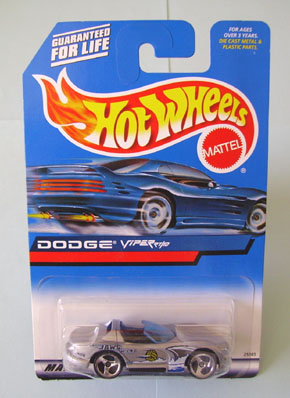 GUARANTEED
FOR LIFE
FOR AGES
OVER 3 YEARS.
DIE CAST METAL &
PLASTIC PARTS.
HOT WHEELS
MATTEL
®
DODGE® VIPER RT/10